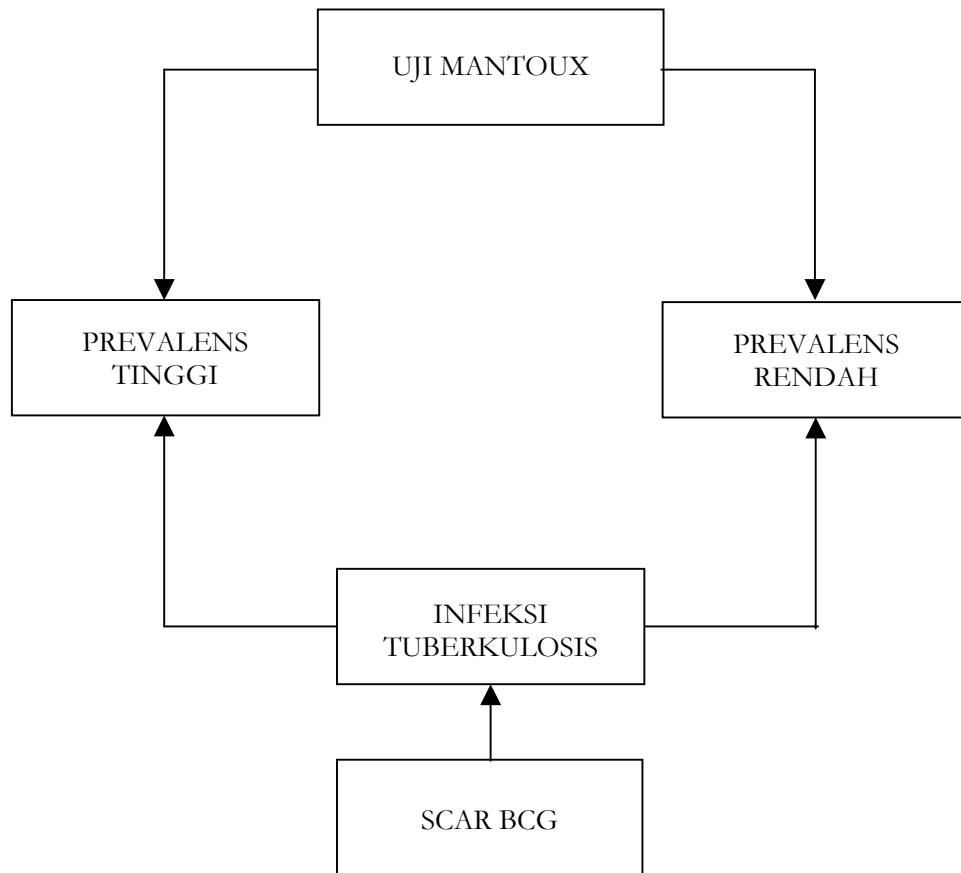 UJI MANTOUX
PREVALENS
TINGGI
PREVALENS
RENDAH
INFEKSI
TUBERKULOSIS
SCAR BCG